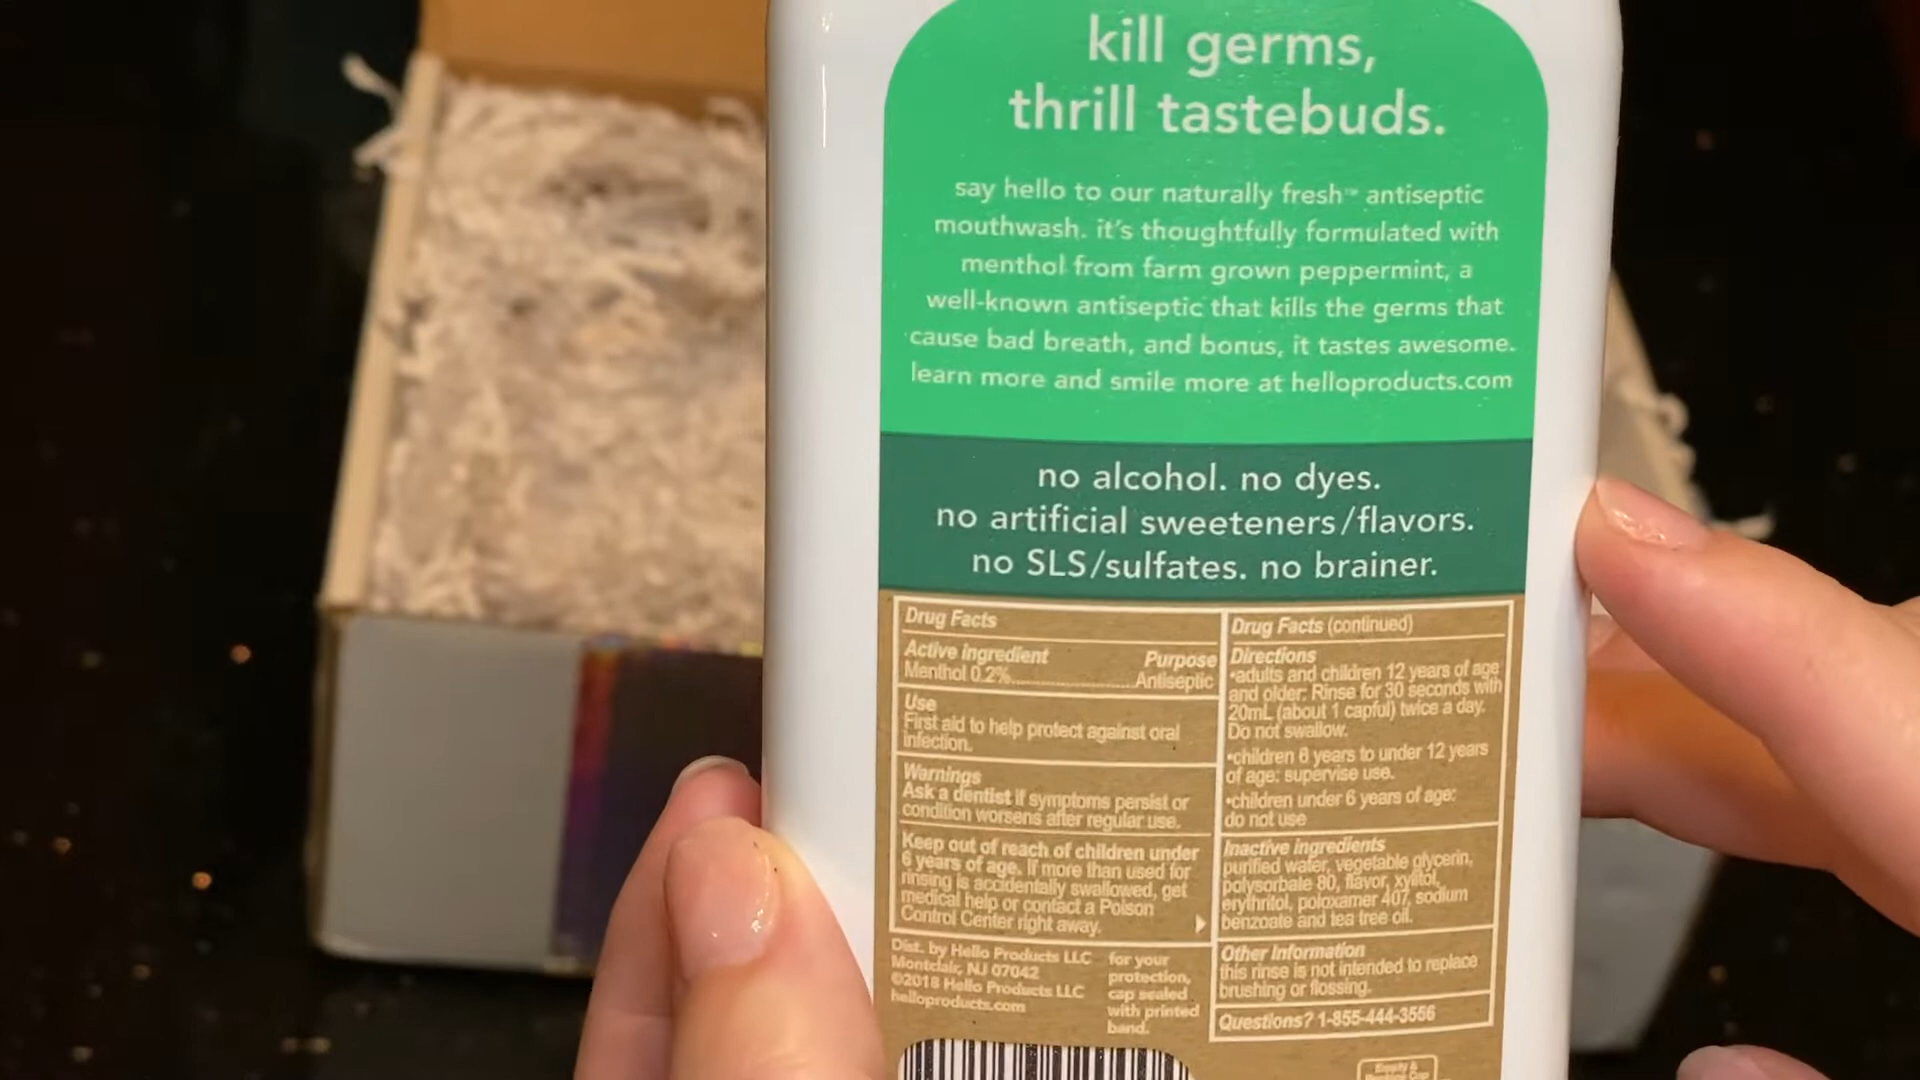 kill germs,
thrill tastebuds.
say hello to our naturally fresh™ antiseptic
mouthwash. it's thoughtfully formulated with
menthol from farm grown peppermint, a
well-known antiseptic that kills the germs that
cause bad breath, and bonus, it tastes awesome.
learn more and smile more at helloproducts.com
no alcohol. no dyes.
no artificial sweeteners/flavors.
no SLS/sulfates. no brainer.
Drug Facts
Active ingredient Purpose
Menthol 0.2%........................Antiseptic
Use
First aid to help protect against oral
infection.
Warnings
Ask a dentist if symptoms persist or
condition worsens after regular use.
Keep out of reach of children under
6 years of age. If more than used for
rinsing is accidentally swallowed, get
medical help or contact a Poison
Control Center right away.
Drug Facts (continued)
Directions
•adults and children 12 years of age
and older: Rinse for 30 seconds with
20mL (about 1 capful) twice a day.
Do not swallow.
•children 6 years to under 12 years
of age: supervise use.
•children under 6 years of age:
do not use
Inactive ingredients
purified water, vegetable glycerin,
polysorbate 80, flavor, xylitol,
erythritol, poloxamer 407, sodium
benzoate and tea tree oil.
Other Information
this rinse is not intended to replace
brushing or flossing.
Questions? 1-855-444-3556
Dist. by Hello Products LLC
Montclair, NJ 07042
©2018 Hello Products LLC
helloproducts.com
for your
protection,
cap sealed
with printed
band.
Empty &
Cap